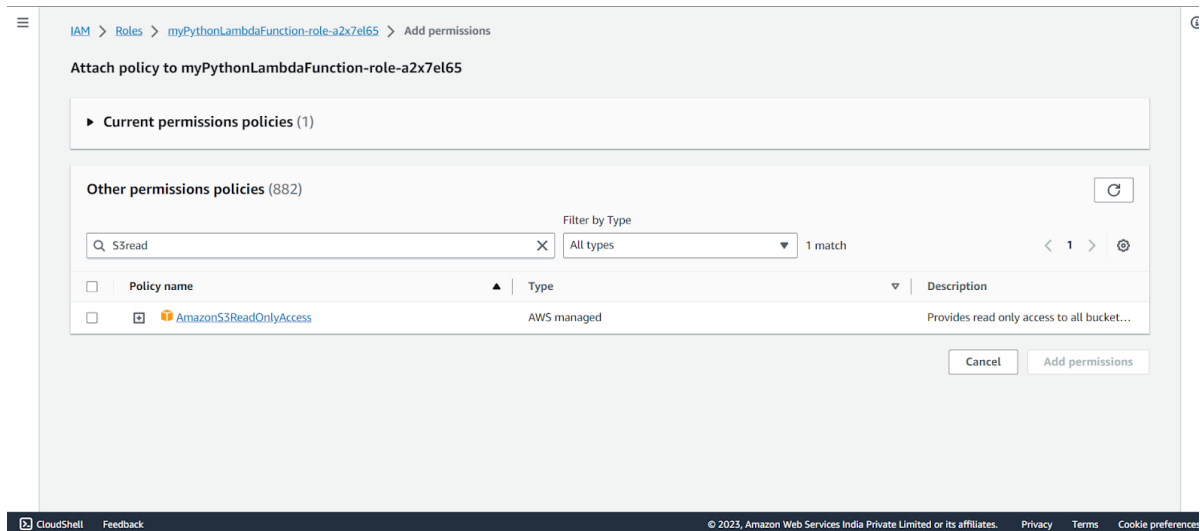 IAM > Roles > myPythonLambdaFunction-role-a2x7el65 > Add permissions
Attach policy to myPythonLambdaFunction-role-a2x7el65
Current permissions policies (1)
Other permissions policies (882)
Filter by Type
S3read All types 1 match < 1 >
Policy name Type Description
AmazonS3ReadOnlyAccess AWS managed Provides read only access to all bucket...
Cancel Add permissions
CloudShell Feedback © 2023, Amazon Web Services India Private Limited or its affiliates. Privacy Terms Cookie preferences